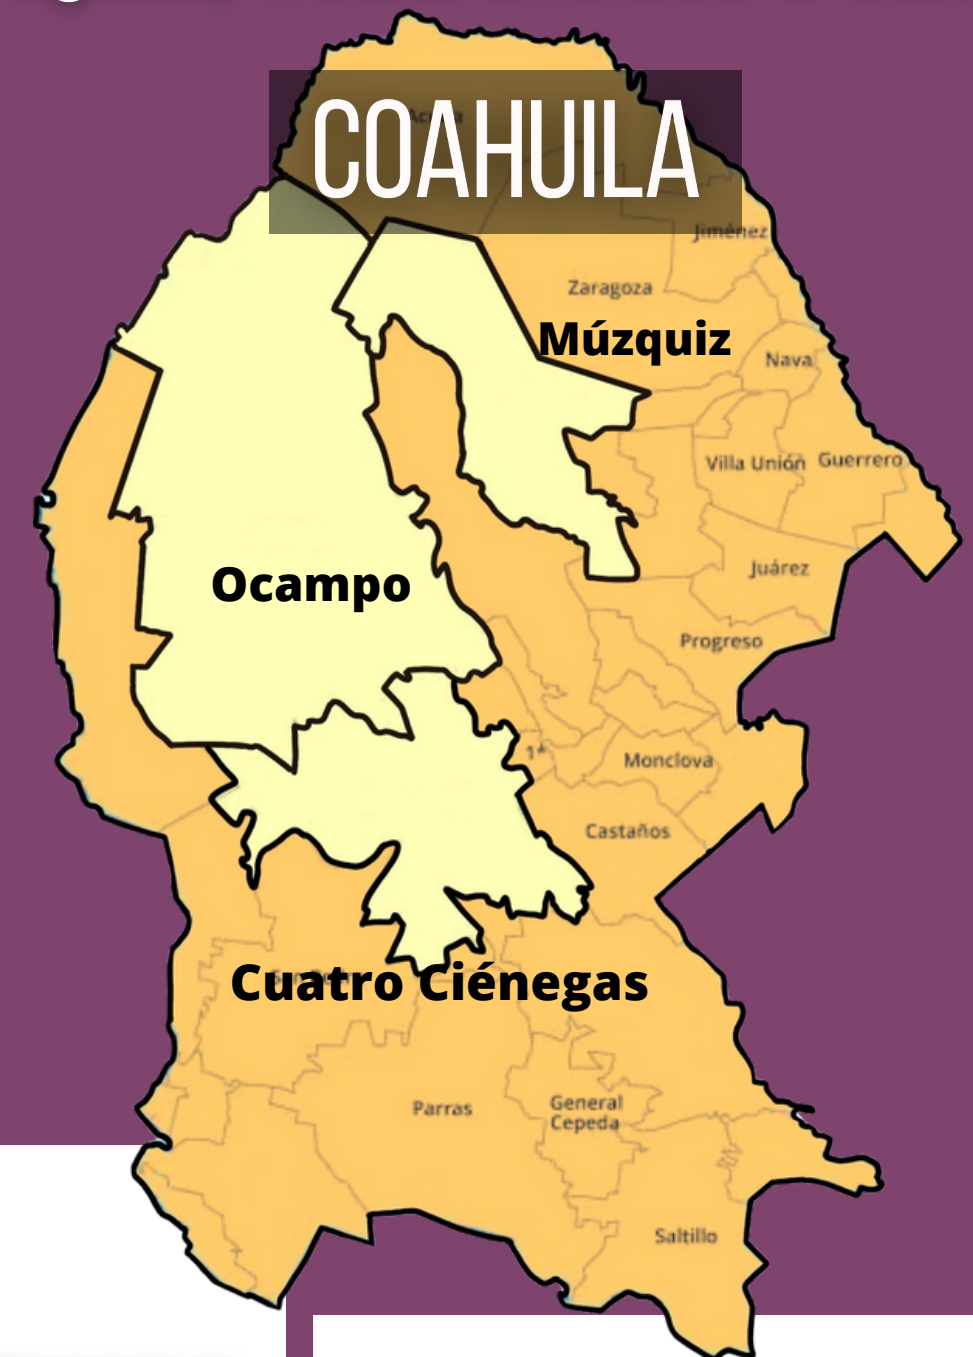 COAHUILA
Jiménez
Zaragoza
Múzquiz
Nava
Villa Unión
Guerrero
Juárez
Ocampo
Progreso
Monclova
Castaños
Cuatro Ciénegas
Parras
General
Cepeda
Saltillo